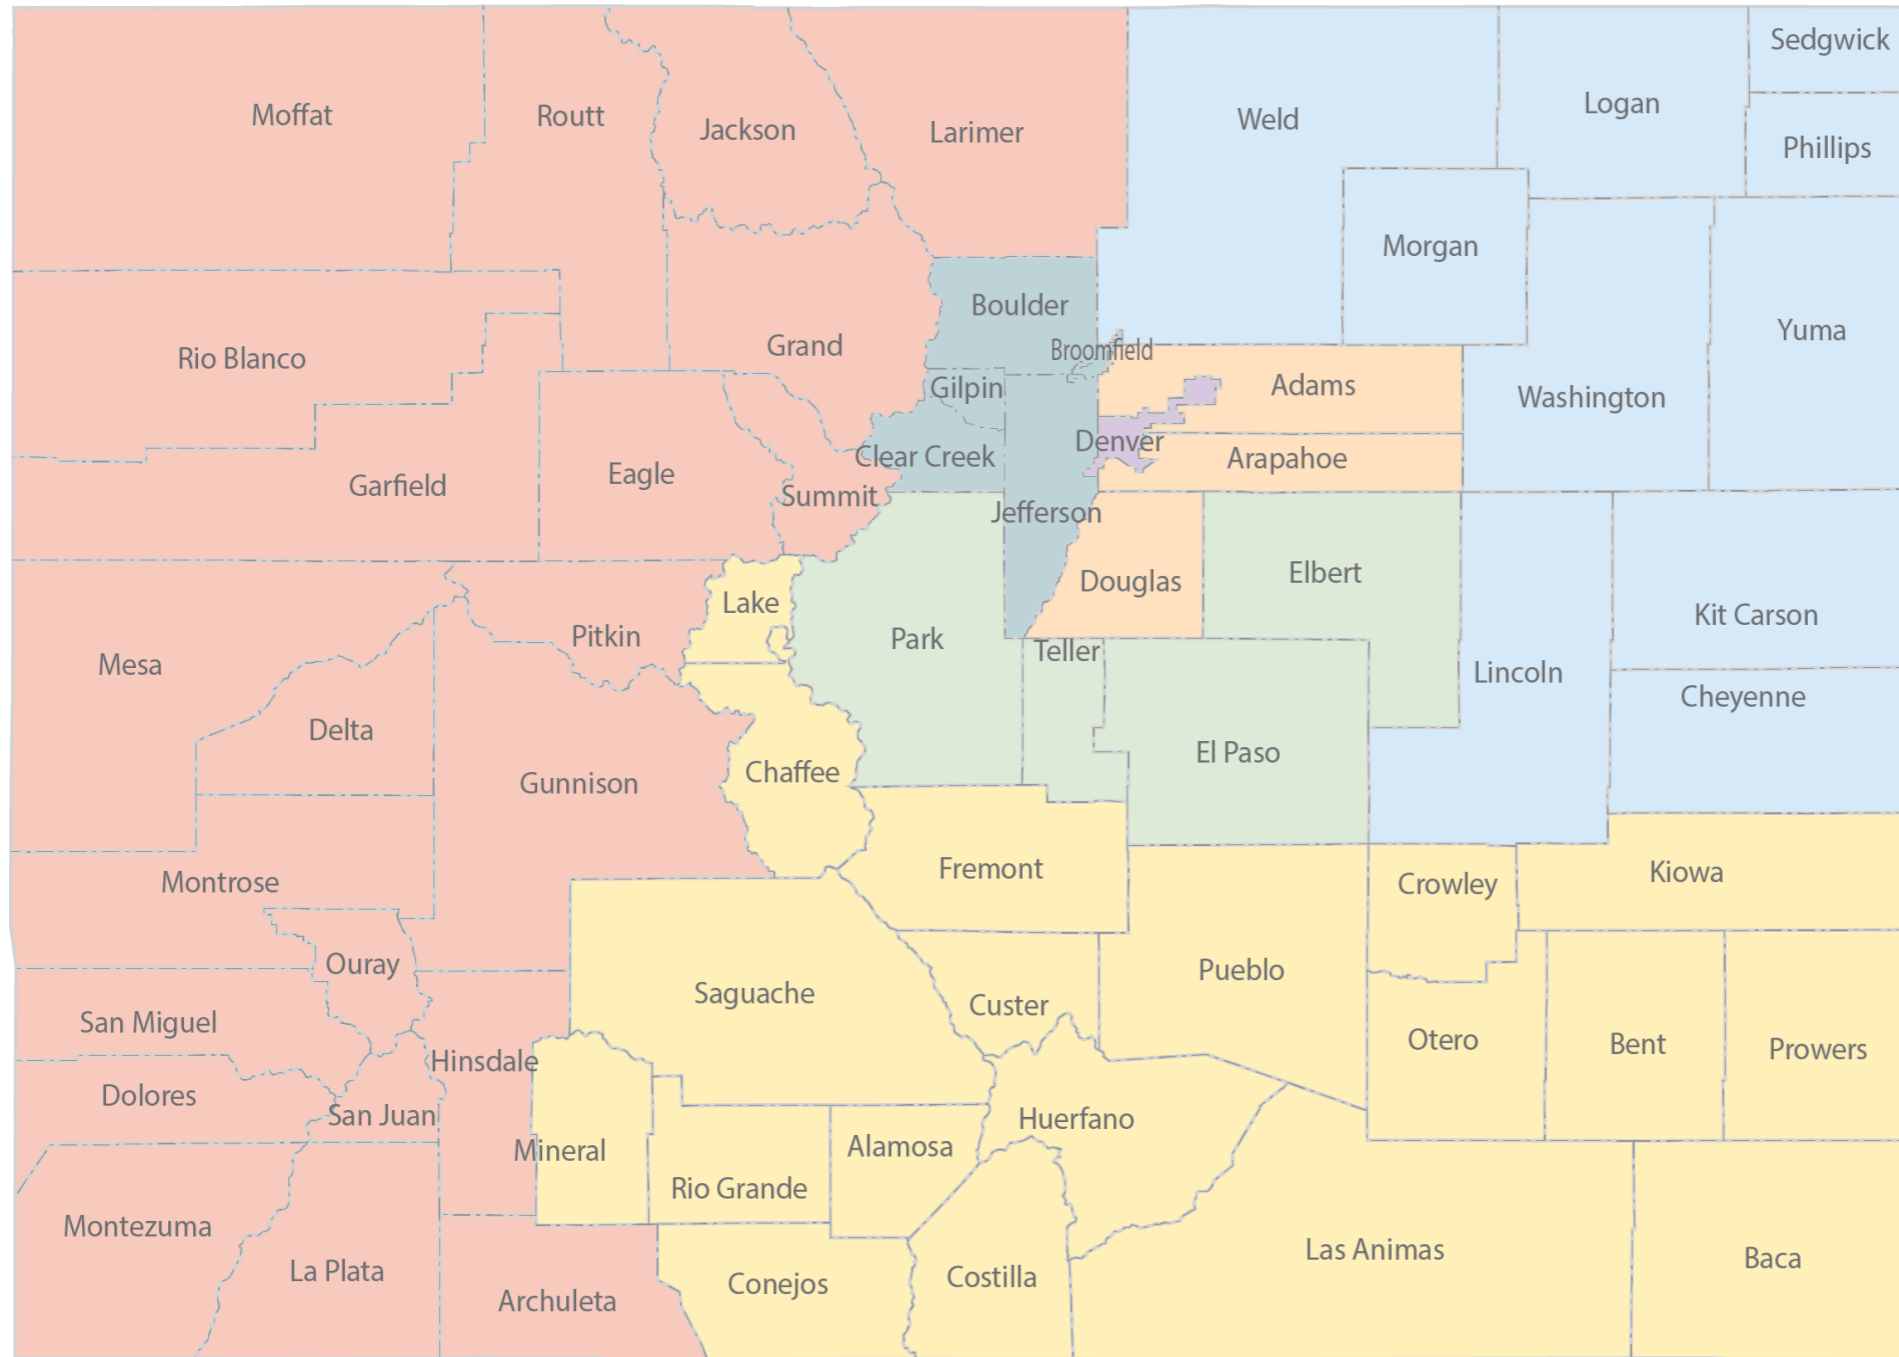 Sedgwick
Moffat
Routt
Jackson
Larimer
Weld
Logan
Phillips
Morgan
Boulder
Rio Blanco
Grand
Broomfield
Yuma
Gilpin
Adams
Washington
Denver
Clear Creek
Arapahoe
Garfield
Eagle
Summit
Jefferson
Lake
Douglas
Elbert
Kit Carson
Mesa
Pitkin
Park
Teller
Lincoln
Cheyenne
Delta
Gunnison
Chaffee
El Paso
Montrose
Fremont
Crowley
Kiowa
Ouray
Saguache
Custer
Pueblo
San Miguel
Hinsdale
Otero
Bent
Prowers
Dolores
San Juan
Mineral
Alamosa
Huerfano
Rio Grande
Montezuma
La Plata
Archuleta
Conejos
Costilla
Las Animas
Baca